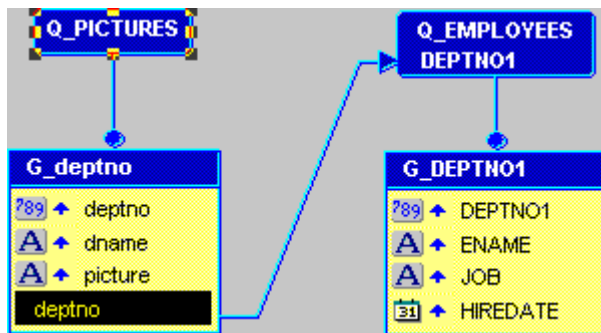 Q_PICTURES
G_deptno
789 deptno
A dname
A picture
deptno
Q_EMPLOYEES
DEPTNO1
G_DEPTNO1
789 DEPTNO1
A ENAME
A JOB
31 HIREDATE